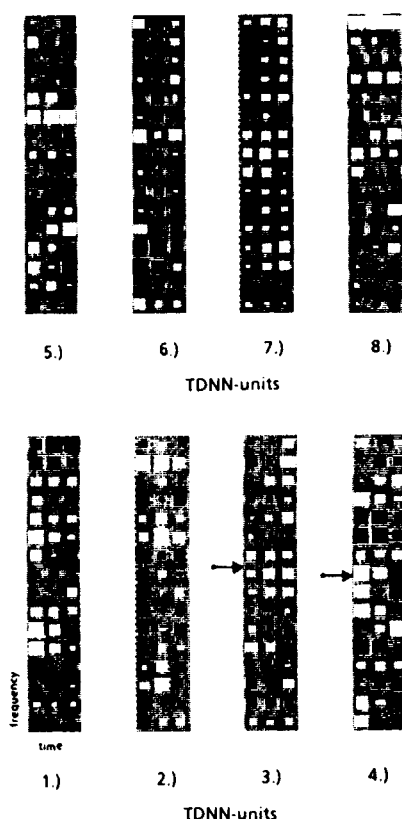 5.) 6.) 7.) 8.)
TDNN-units
frequency
time
1.) 2.) 3.) 4.)
TDNN-units